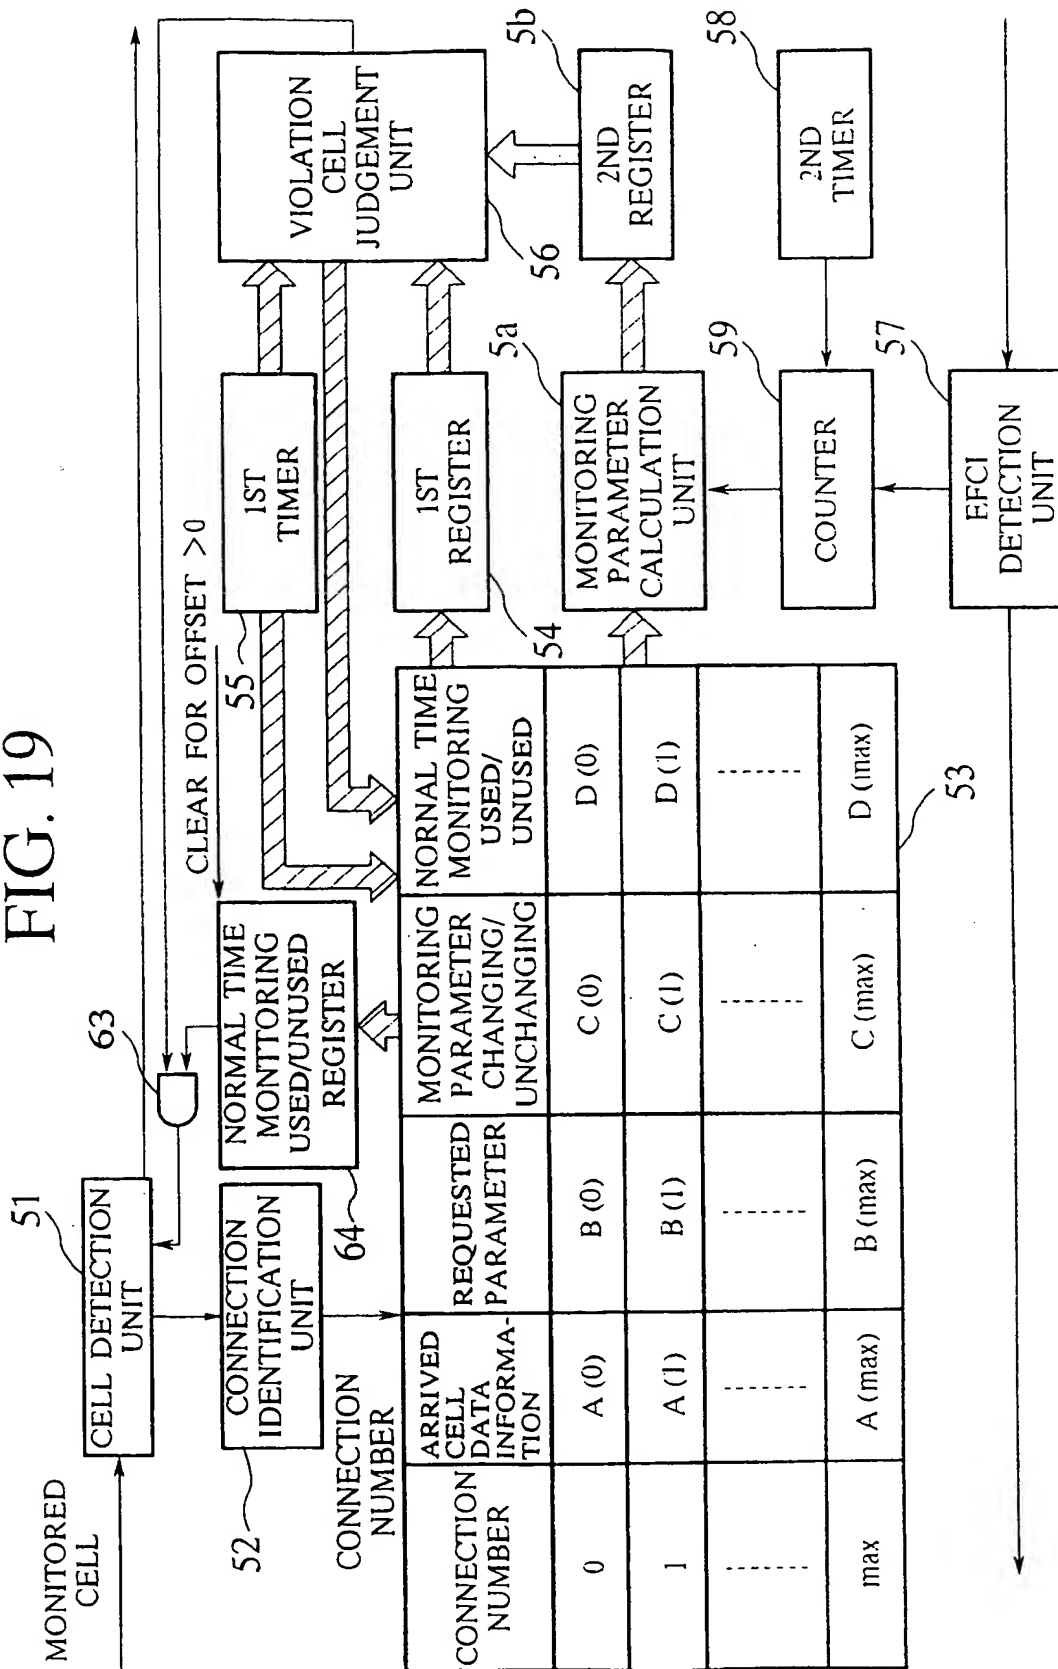 FIG. 19
MONITORED
CELL
51
CELL DETECTION
UNIT
63
CLEAR FOR OFFSET >0
52
CONNECTION
IDENTIFICATION
UNIT
64
NORMAL TIME
MONTTORING
USED/UNUSED
REGISTER
55
1ST
TIMER
VIOLATION
CELL
JUDGEMENT
UNIT
56
CONNECTION
NUMBER
54
1ST
REGISTER
5a
MONITORING
PARAMETER
CALCULATION
UNIT
5b
2ND
REGISTER
59
COUNTER
58
2ND
TIMER
57
EFCI
DETECTION
UNIT
53
CONNECTION
NUMBER
ARRIVED
CELL
DATA
INFORMA-
TION
REQUESTED
PARAMETER
MONITORING
PARAMETER
CHANGING/
UNCHANGING
NORNAL TIME
MONITORING
USED/
UNUSED
0 A (0) B (0) C (0) D (0)
1 A (1) B (1) C (1) D (1)
max A (max) B (max) C (max) D (max)